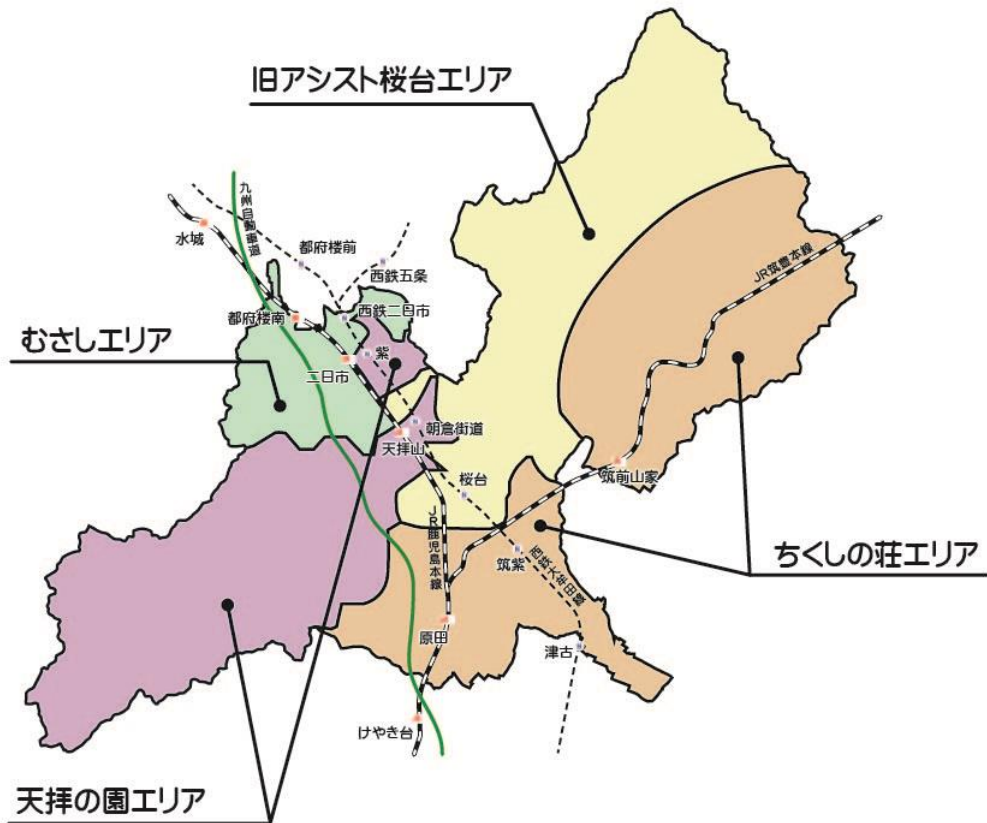 旧アシスト桜台エリア
九州自動車道
水城
都府楼前
西鉄五条
JR筑豊本線
都府楼南
西鉄二日市
むさしエリア
紫
二日市
朝倉街道
天拝山
桜台
筑前山家
JR鹿児島本線
筑紫
西鉄大牟田線
ちくしの荘エリア
原田
津古
けやき台
天拝の園エリア